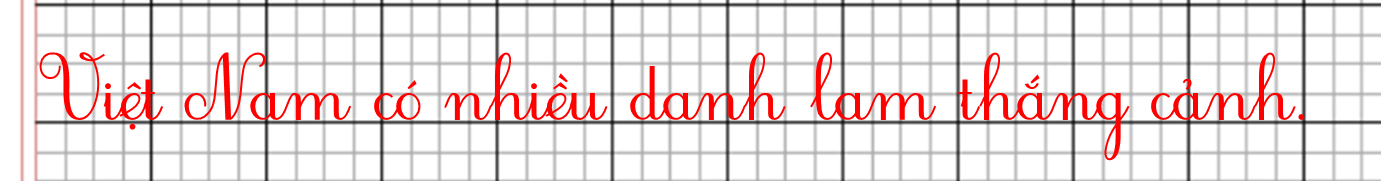 Việt Nam có nhiều danh lam thắng cảnh.